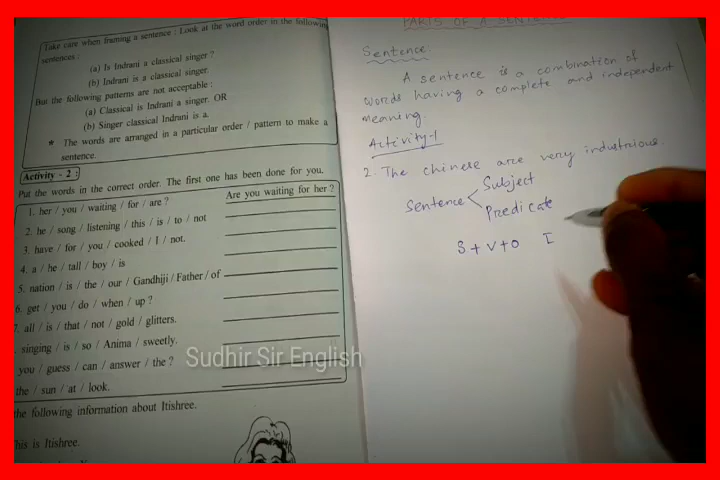 Take care when framing a sentence : Look at the word order in the following
sentences :
(a) Is Indrani a classical singer ?
(b) Indrani is a classical singer.
But the following patterns are not acceptable :
(a) Classical is Indrani a singer. OR
(b) Singer classical Indrani is a.
* The words are arranged in a particular order / pattern to make a
sentence.
Activity - 2 :
Put the words in the correct order. The first one has been done for you.
1. her / you / waiting / for / are ? Are you waiting for her ?
2. he / song / listening / this / is / to / not
3. have / for / you / cooked / I / not.
4. a / he / tall / boy / is
5. nation / is / the / our / Gandhiji / Father / of
6. get / you / do / when / up ?
7. all / is / that / not / gold / glitters.
singing / is / so / Anima / sweetly.
you / guess / can / answer / the ?
the / sun / at / look.
the following information about Itishree.
This is Itishree.
PARTS OF A SENTENCE
Sentence
A sentence is a combination of
words having a complete and independent
meaning.
Activity-1
2. The chinese are very industrious.
Sentence < Subject
Predicate
S + V + O I
Sudhir Sir English